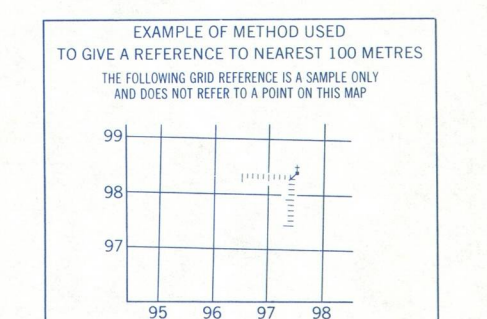 EXAMPLE OF METHOD USED
TO GIVE A REFERENCE TO NEAREST 100 METRES
THE FOLLOWING GRID REFERENCE IS A SAMPLE ONLY
AND DOES NOT REFER TO A POINT ON THIS MAP
99
98
97
95 96 97 98